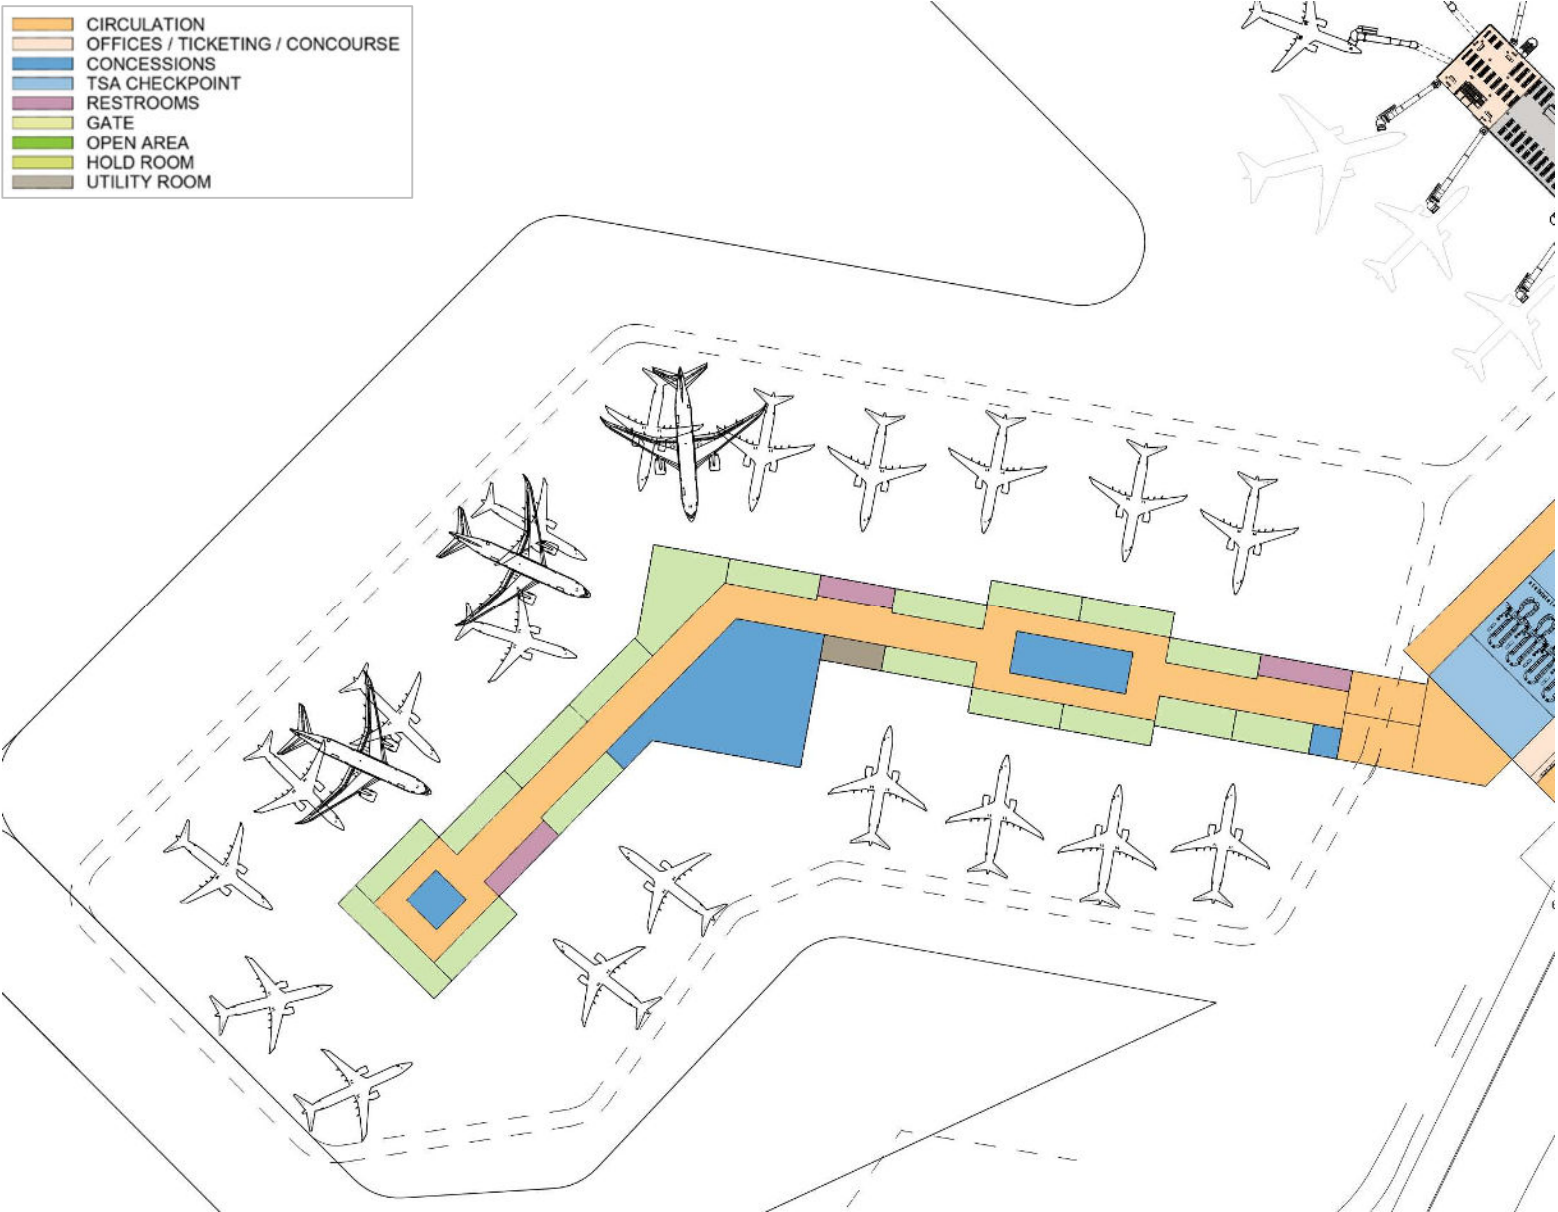 CIRCULATION
OFFICES / TICKETING / CONCOURSE
CONCESSIONS
TSA CHECKPOINT
RESTROOMS
GATE
OPEN AREA
HOLD ROOM
UTILITY ROOM